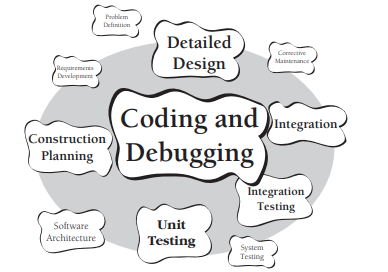 Problem
Definition
Detailed
Design
Corrective
Maintenance
Requirements
Development
Coding and
Debugging
Integration
Construction
Planning
Integration
Testing
Software
Architecture
Unit
Testing
System
Testing